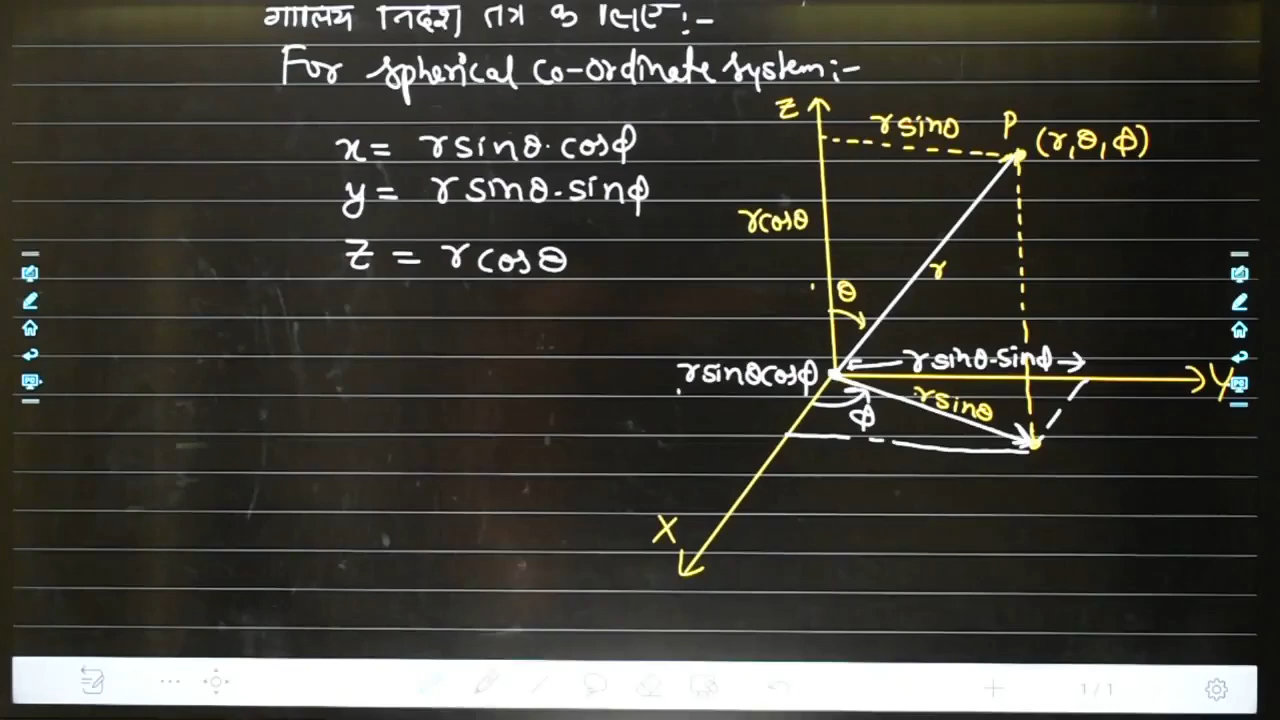 गोलीय निर्देश तंत्र के लिए:-
For spherical co-ordinate system:-
x = r sinθ. cosϕ
y = r sinθ. sinϕ
Z = r cosθ
Z
r sinθ
P
(r, θ, ϕ)
r cosθ
r
θ
r sinθ. sinϕ
r sinθ cosϕ
Y
r sinθ
ϕ
X
1/1